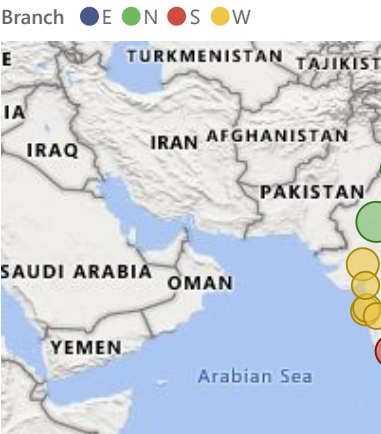 Branch E N S W
E TURKMENISTAN TAJIKIST
IA
IRAQ IRAN AFGHANISTAN
PAKISTAN
SAUDI ARABIA OMAN
YEMEN
Arabian Sea